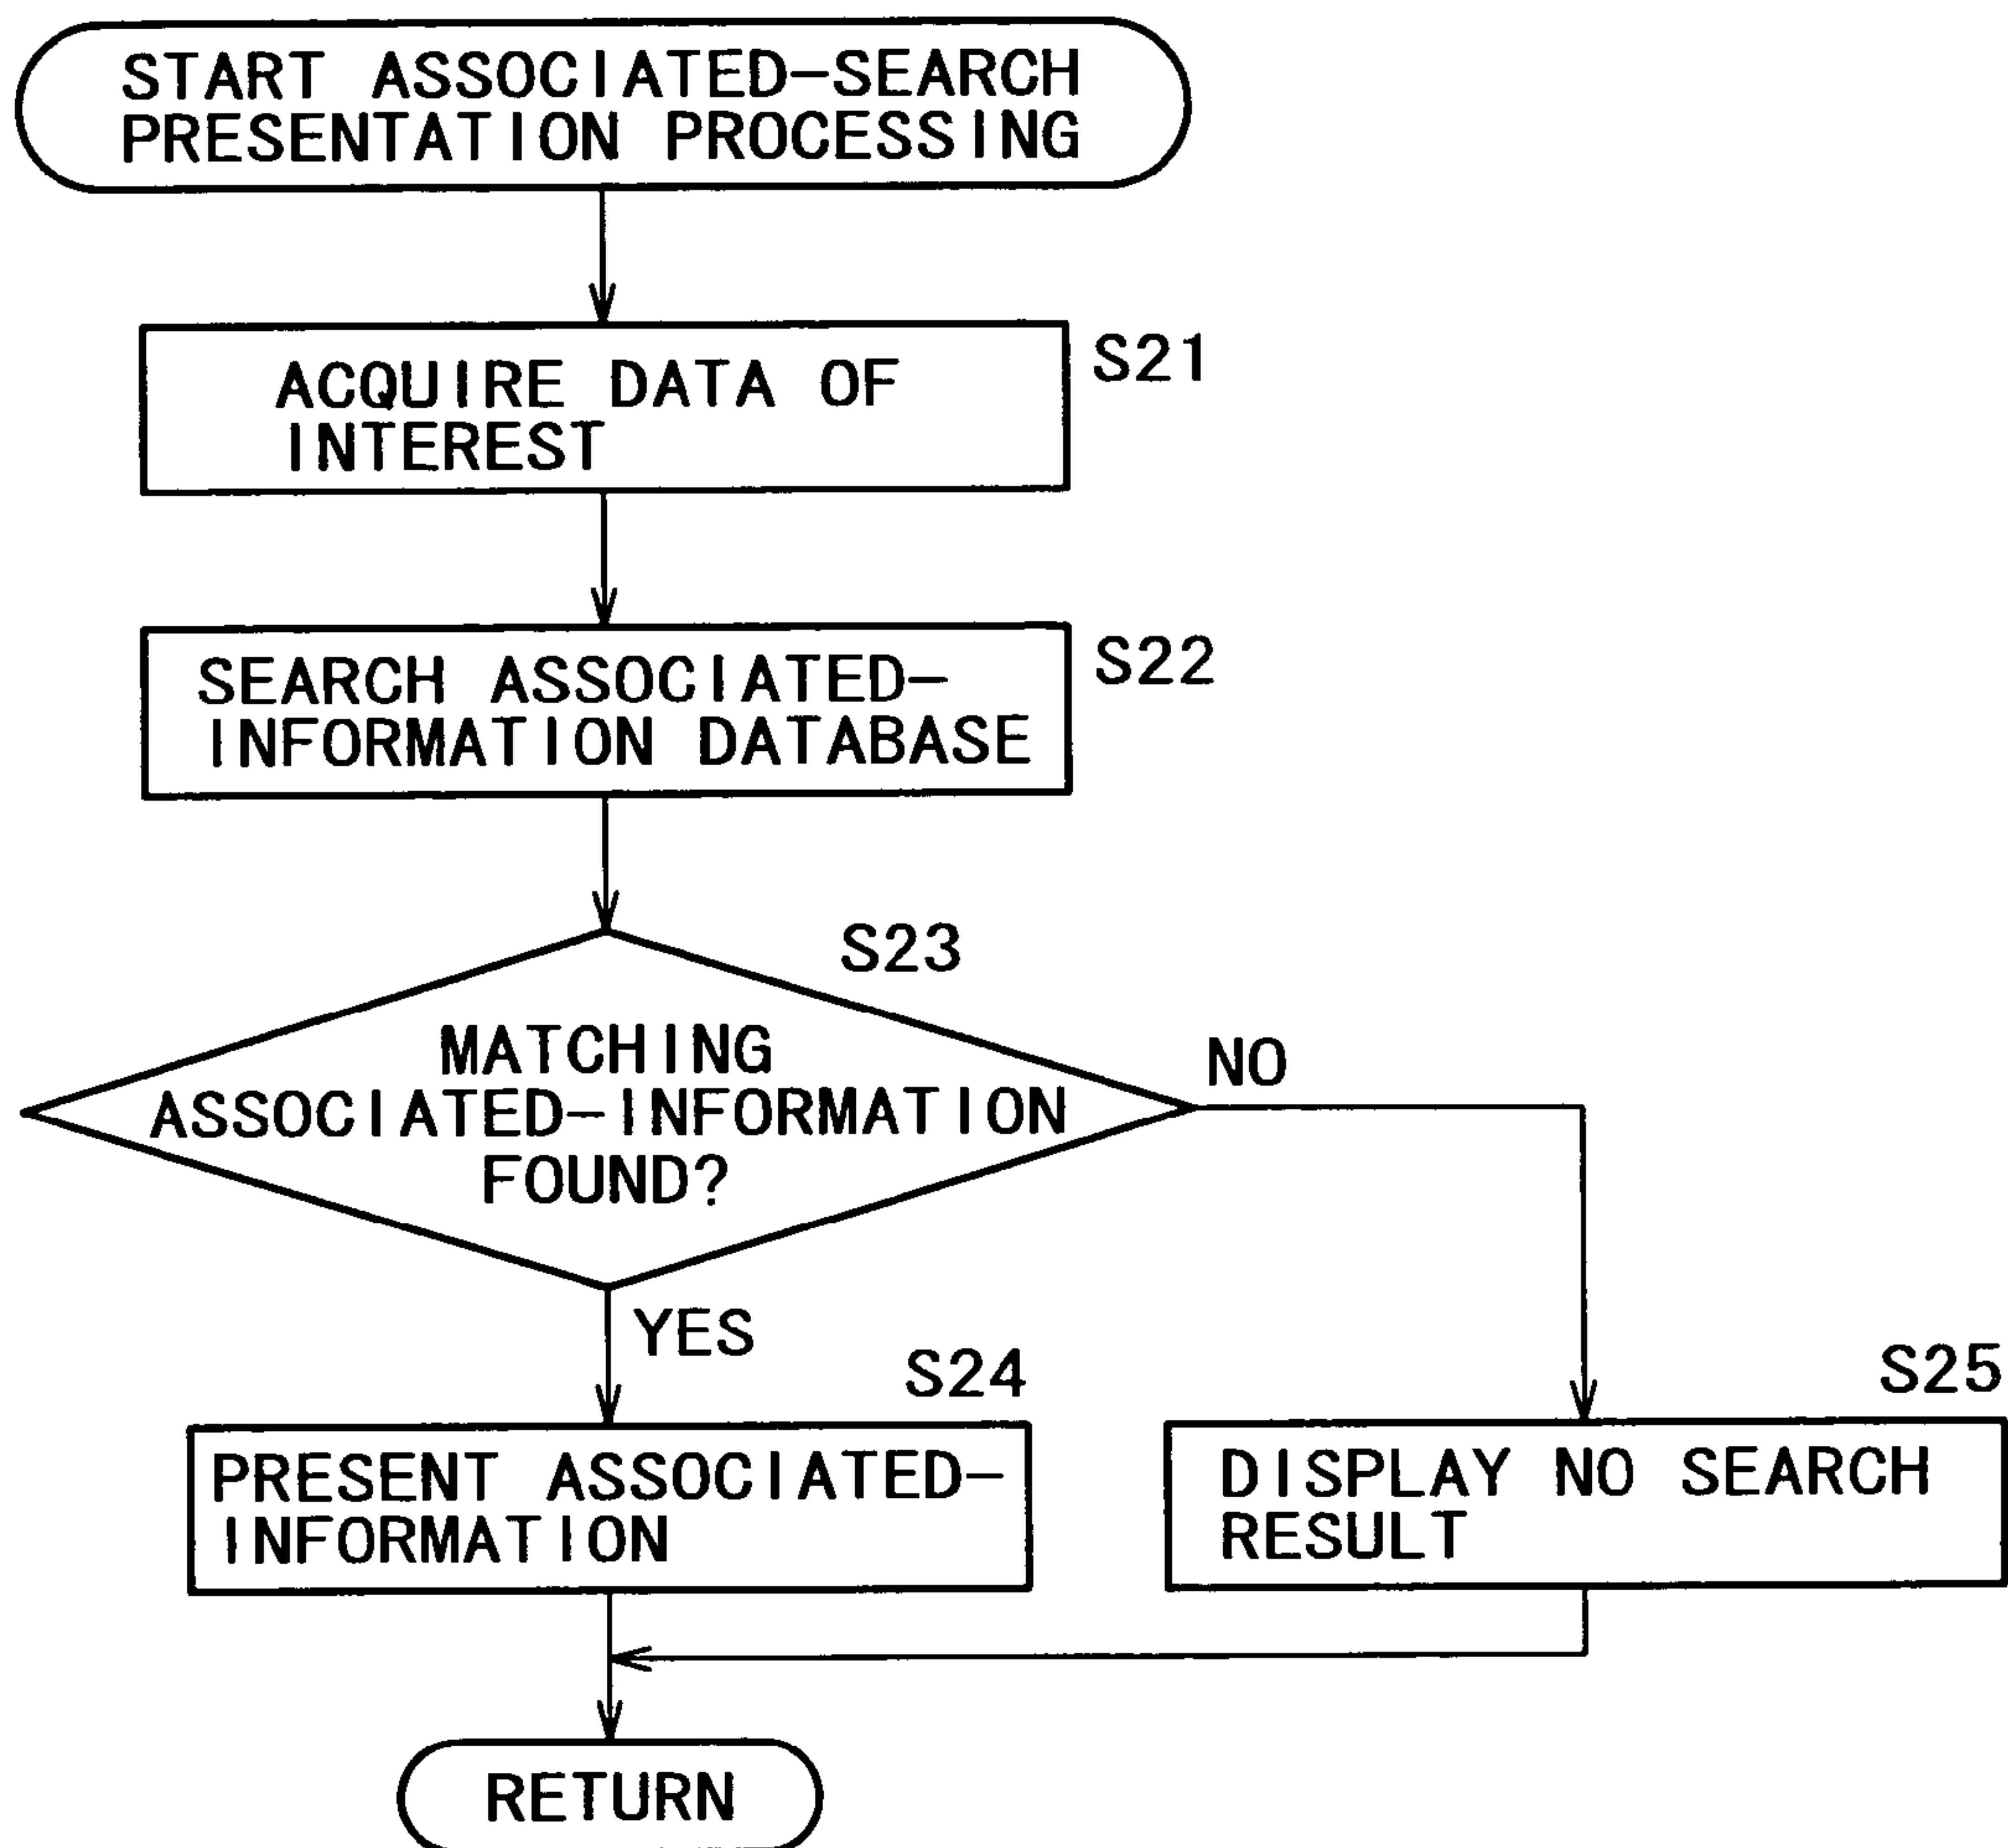 START ASSOCIATED-SEARCH
PRESENTATION PROCESSING
S21
ACQUIRE DATA OF
INTEREST
S22
SEARCH ASSOCIATED-
INFORMATION DATABASE
S23
MATCHING
ASSOCIATED-INFORMATION
FOUND?
NO
YES
S24
PRESENT ASSOCIATED-
INFORMATION
S25
DISPLAY NO SEARCH
RESULT
RETURN